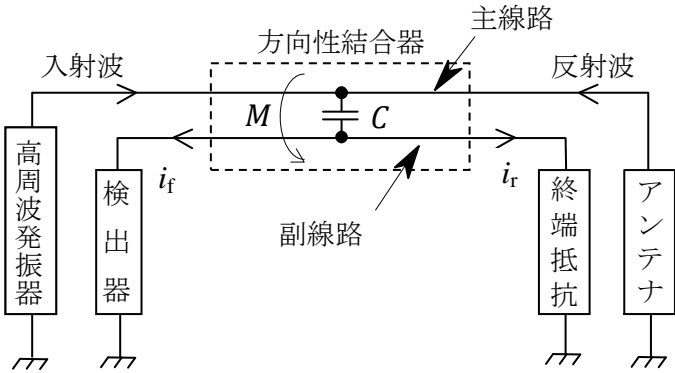 主線路
方向性結合器
入射波
反射波
M
C
i_f
i_r
副線路
高周波発振器
検出器
終端抵抗
アンテナ